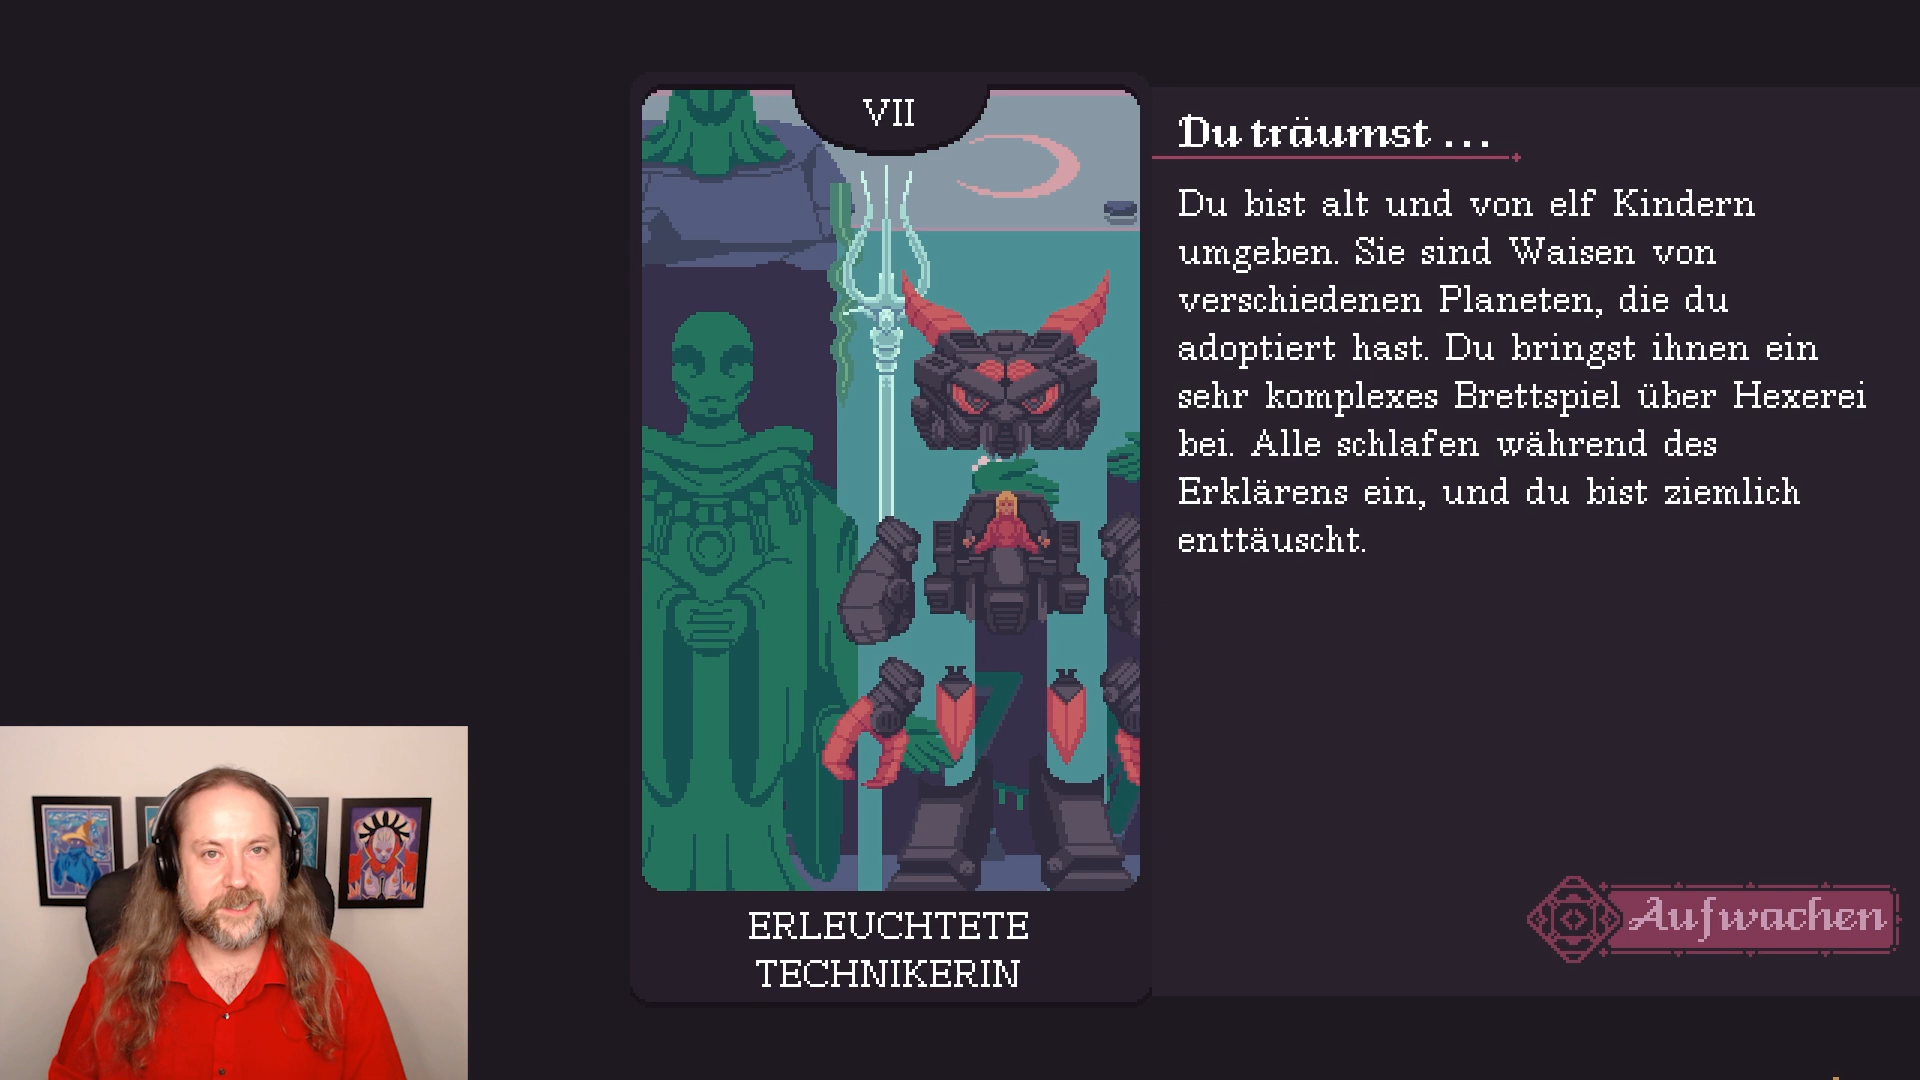 VII
ERLEUCHTETE
TECHNIKERIN
Du träumst ...
Du bist alt und von elf Kindern
umgeben. Sie sind Waisen von
verschiedenen Planeten, die du
adoptiert hast. Du bringst ihnen ein
sehr komplexes Brettspiel über Hexerei
bei. Alle schlafen während des
Erklärens ein, und du bist ziemlich
enttäuscht.
Aufwachen